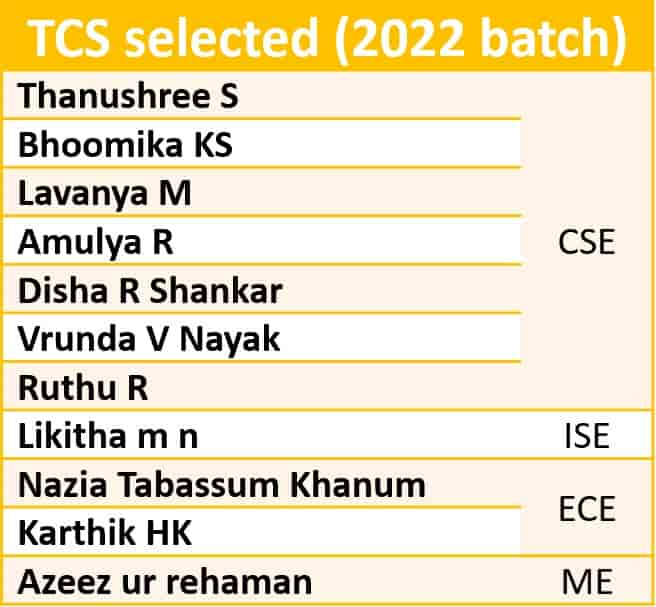 TCS selected (2022 batch)
Thanushree S
Bhoomika KS
Lavanya M
Amulya R
CSE
Disha R Shankar
Vrunda V Nayak
Ruthu R
Likitha m n ISE
Nazia Tabassum Khanum
ECE
Karthik HK
Azeez ur rehaman ME